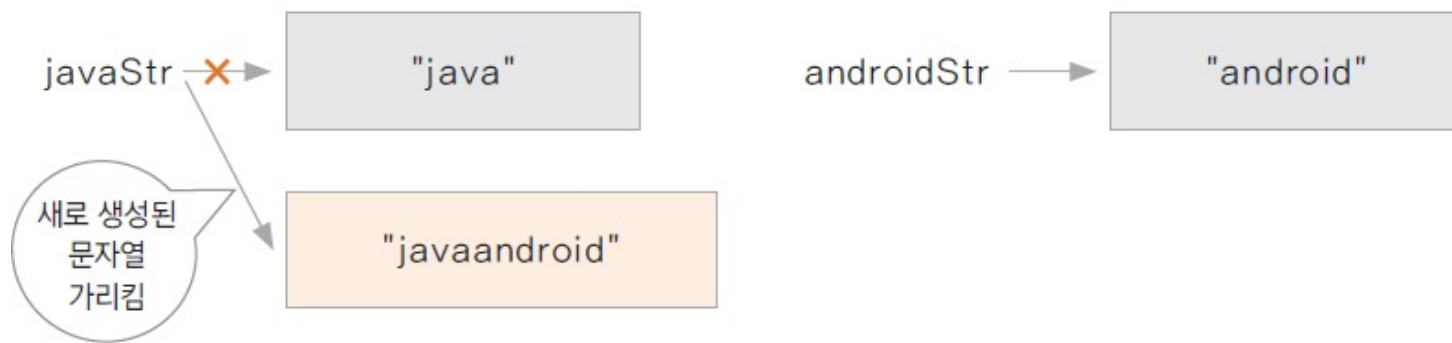 javaStr
"java"
androidStr
"android"
새로 생성된
문자열
가리킴
"javaandroid"